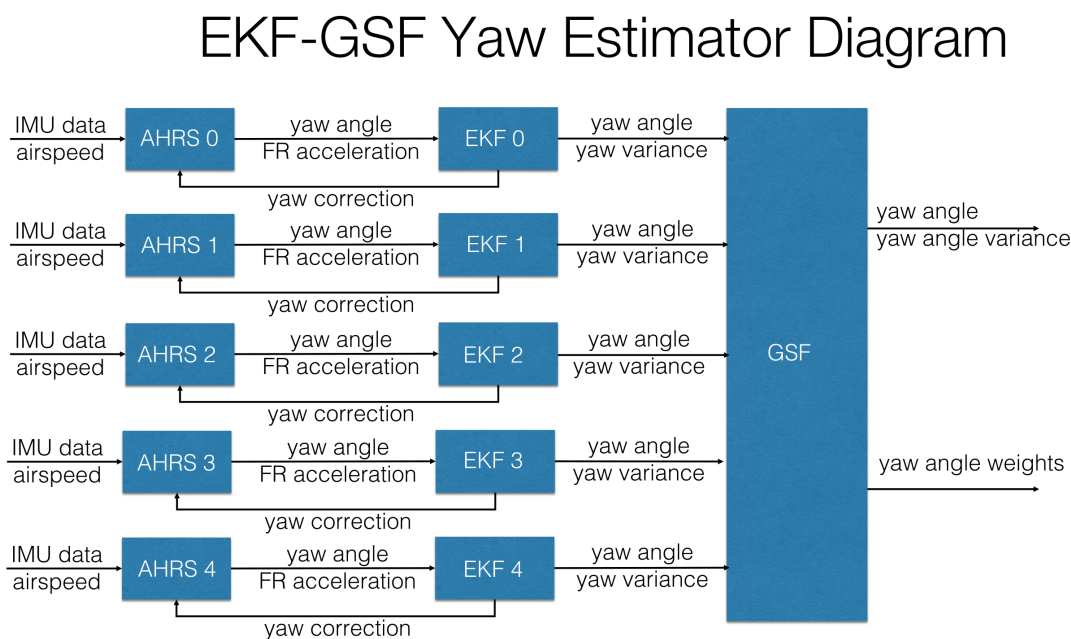 EKF-GSF Yaw Estimator Diagram
IMU data
airspeed
AHRS 0
yaw angle
FR acceleration
EKF 0
yaw angle
yaw variance
yaw correction
IMU data
airspeed
AHRS 1
yaw angle
FR acceleration
EKF 1
yaw angle
yaw variance
yaw correction
yaw angle
yaw angle variance
IMU data
airspeed
AHRS 2
yaw angle
FR acceleration
EKF 2
yaw angle
yaw variance
yaw correction
GSF
IMU data
airspeed
AHRS 3
yaw angle
FR acceleration
EKF 3
yaw angle
yaw variance
yaw correction
yaw angle weights
IMU data
airspeed
AHRS 4
yaw angle
FR acceleration
EKF 4
yaw angle
yaw variance
yaw correction